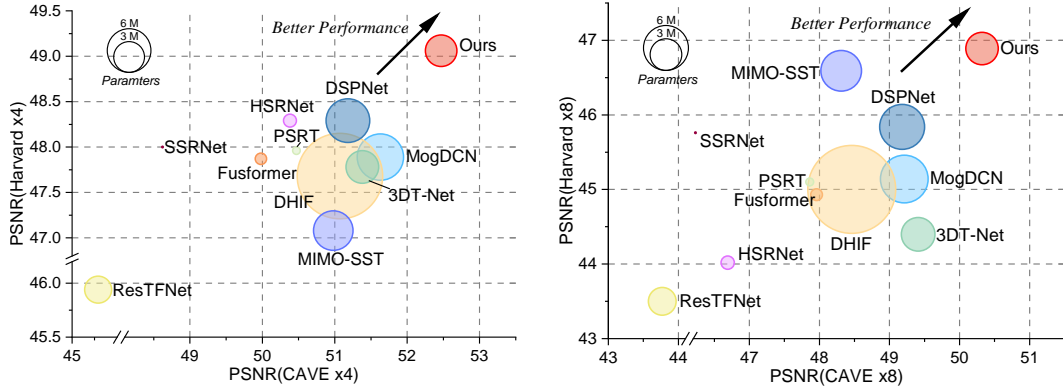 49.5
49.0
48.5
48.0
47.5
47.0
46.0
45.5
PSNR(Harvard x4)
6 M
3 M
Paramters
Better Performance
Ours
DSPNet
HSRNet
PSRT
SSRNet
Fusformer
MogDCN
3DT-Net
DHIF
MIMO-SST
ResTFNet
45 49 50 51 52 53
PSNR(CAVE x4)
47
46
45
44
43
PSNR(Harvard x8)
6 M
3 M
Paramters
Better Performance
Ours
MIMO-SST
DSPNet
SSRNet
PSRT
Fusformer
MogDCN
DHIF
3DT-Net
HSRNet
ResTFNet
43 44 47 48 49 50 51
PSNR(CAVE x8)